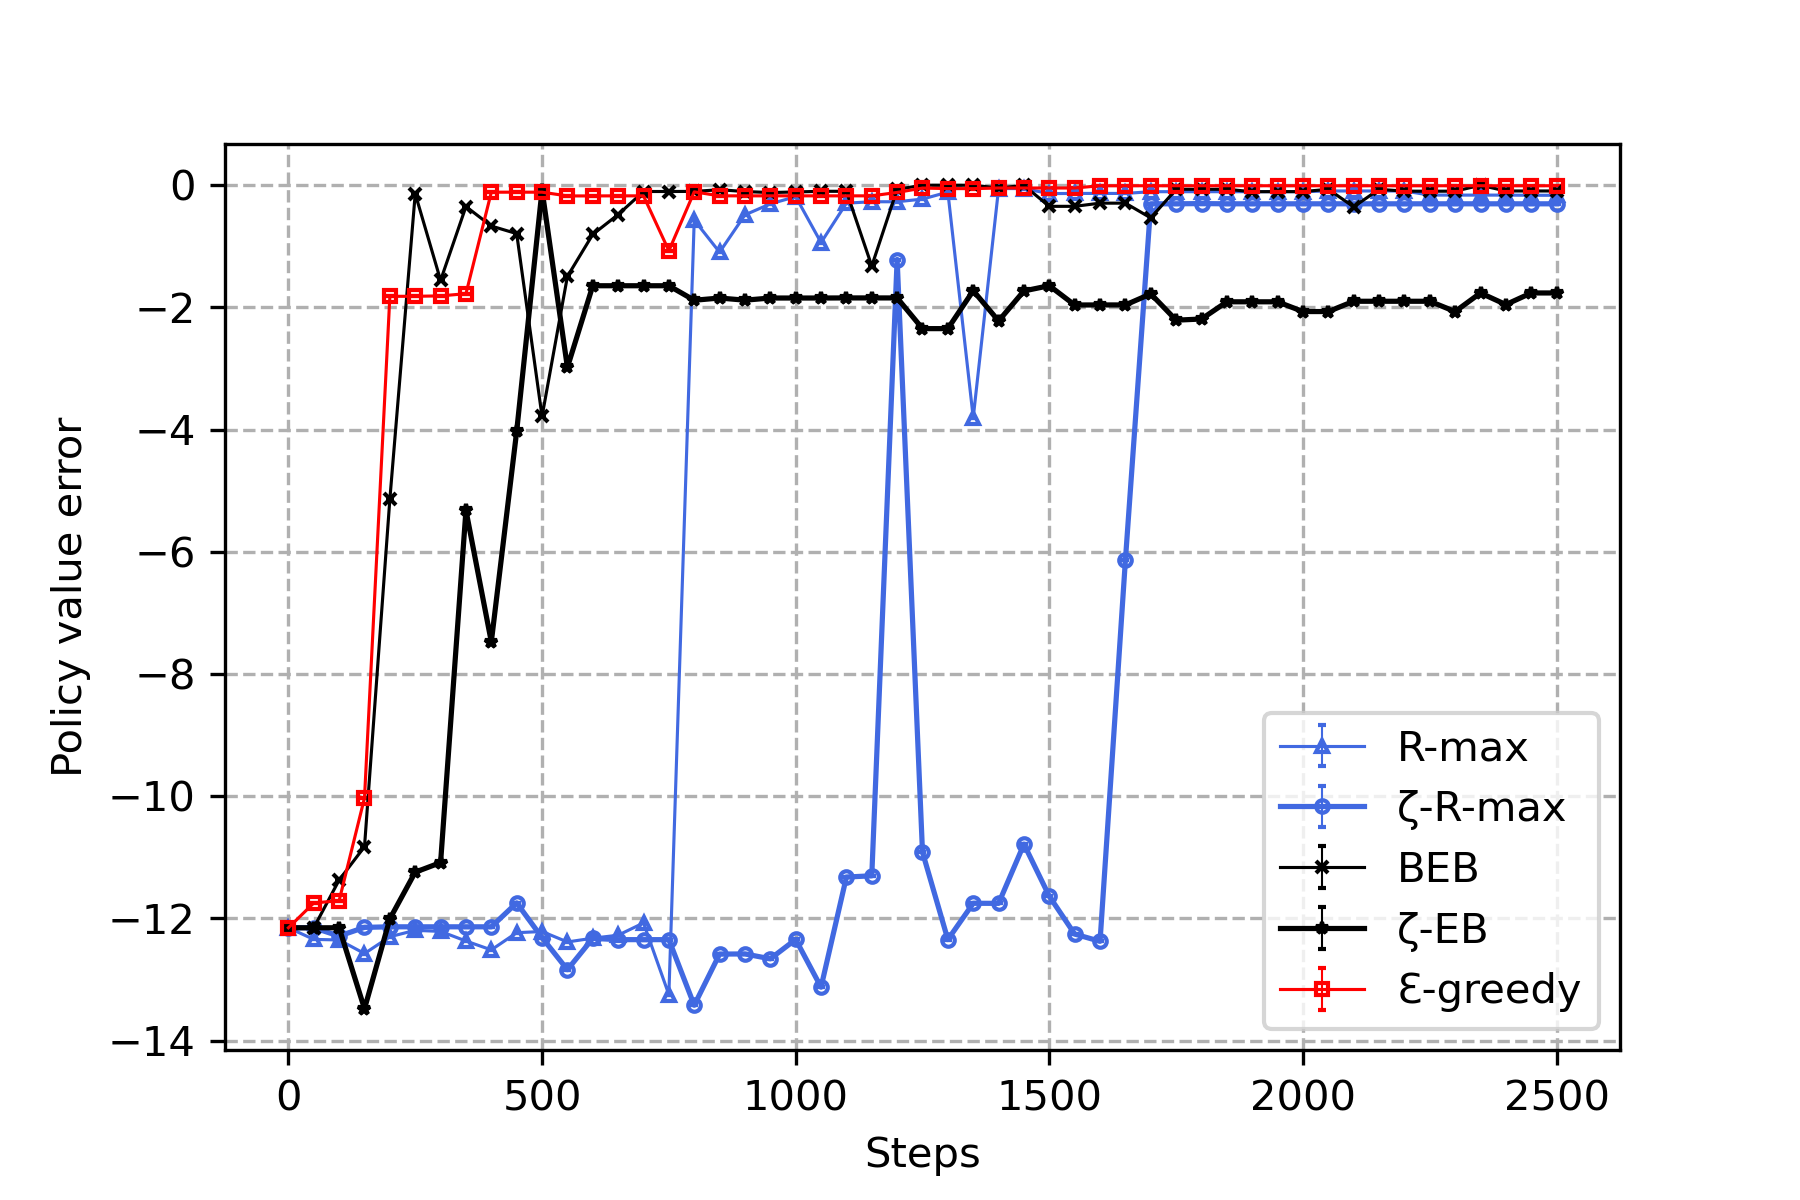 0
−2
−4
−6
−8
−10
−12
−14
Policy value error
0 500 1000 1500 2000 2500
Steps
R-max
ζ-R-max
BEB
ζ-EB
Ɛ-greedy